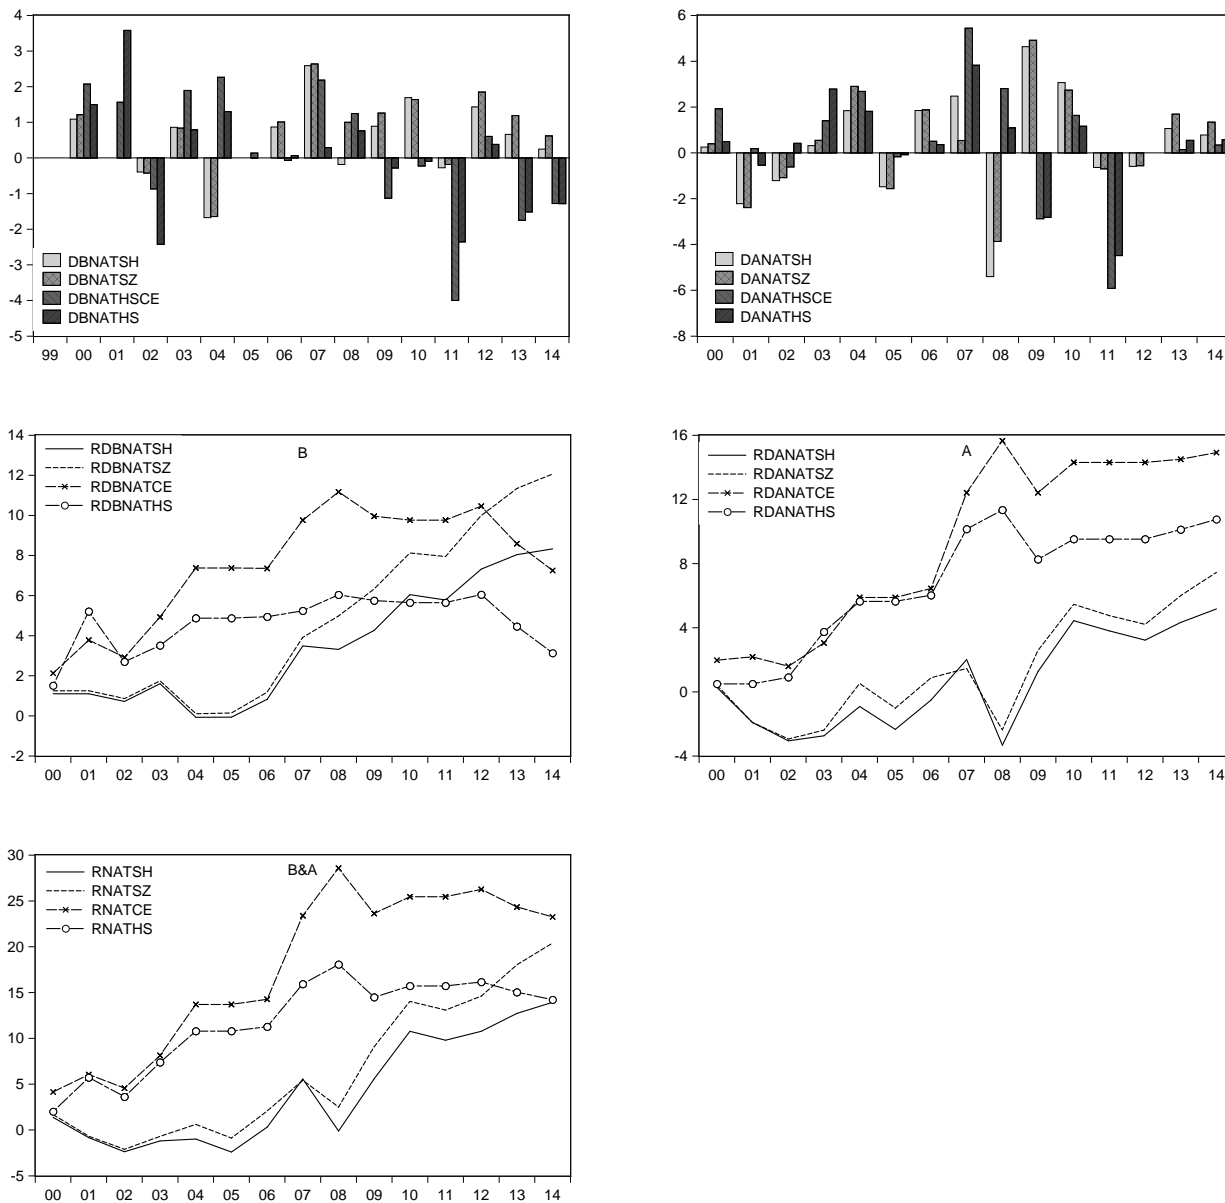 4
3
2
1
0
-1
-2
-3
-4
-5
DBNATSH
DBNATSZ
DBNATHSCE
DBNATHS
99 00 01 02 03 04 05 06 07 08 09 10 11 12 13 14
6
4
2
0
-2
-4
-6
-8
DANATSH
DANATSZ
DANATHSCE
DANATHS
00 01 02 03 04 05 06 07 08 09 10 11 12 13 14
14
12
10
8
6
4
2
0
-2
RDBNATSH
RDBNATSZ
RDBNATCE
RDBNATHS
B
00 01 02 03 04 05 06 07 08 09 10 11 12 13 14
16
12
8
4
0
-4
RDANATSH
RDANATSZ
RDANATCE
RDANATHS
A
00 01 02 03 04 05 06 07 08 09 10 11 12 13 14
30
25
20
15
10
5
0
-5
RNATSH
RNATSZ
RNATCE
RNATHS
B&A
00 01 02 03 04 05 06 07 08 09 10 11 12 13 14